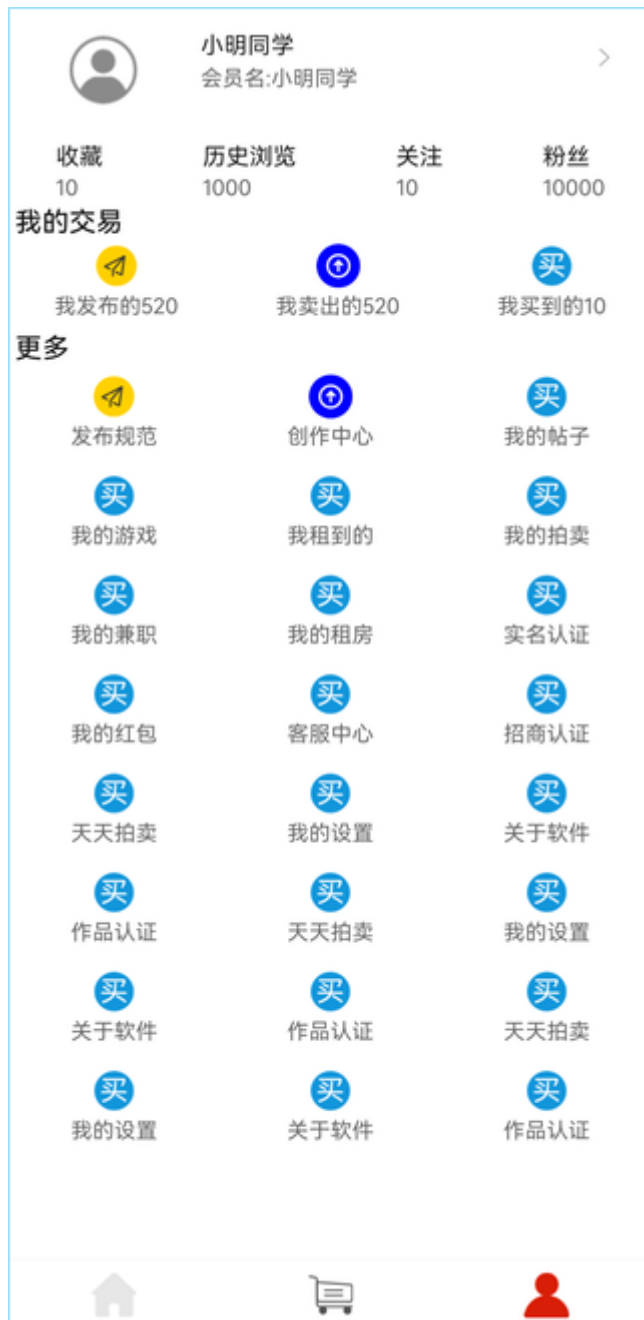 小明同学
会员名:小明同学
收藏 历史浏览 关注 粉丝
10 1000 10 10000
我的交易
买
我发布的520 我卖出的520 我买到的10
更多
买
发布规范 创作中心 我的帖子
买 买 买
我的游戏 我租到的 我的拍卖
买 买 买
我的兼职 我的租房 实名认证
买 买 买
我的红包 客服中心 招商认证
买 买 买
天天拍卖 我的设置 关于软件
买 买 买
作品认证 天天拍卖 我的设置
买 买 买
关于软件 作品认证 天天拍卖
买 买 买
我的设置 关于软件 作品认证